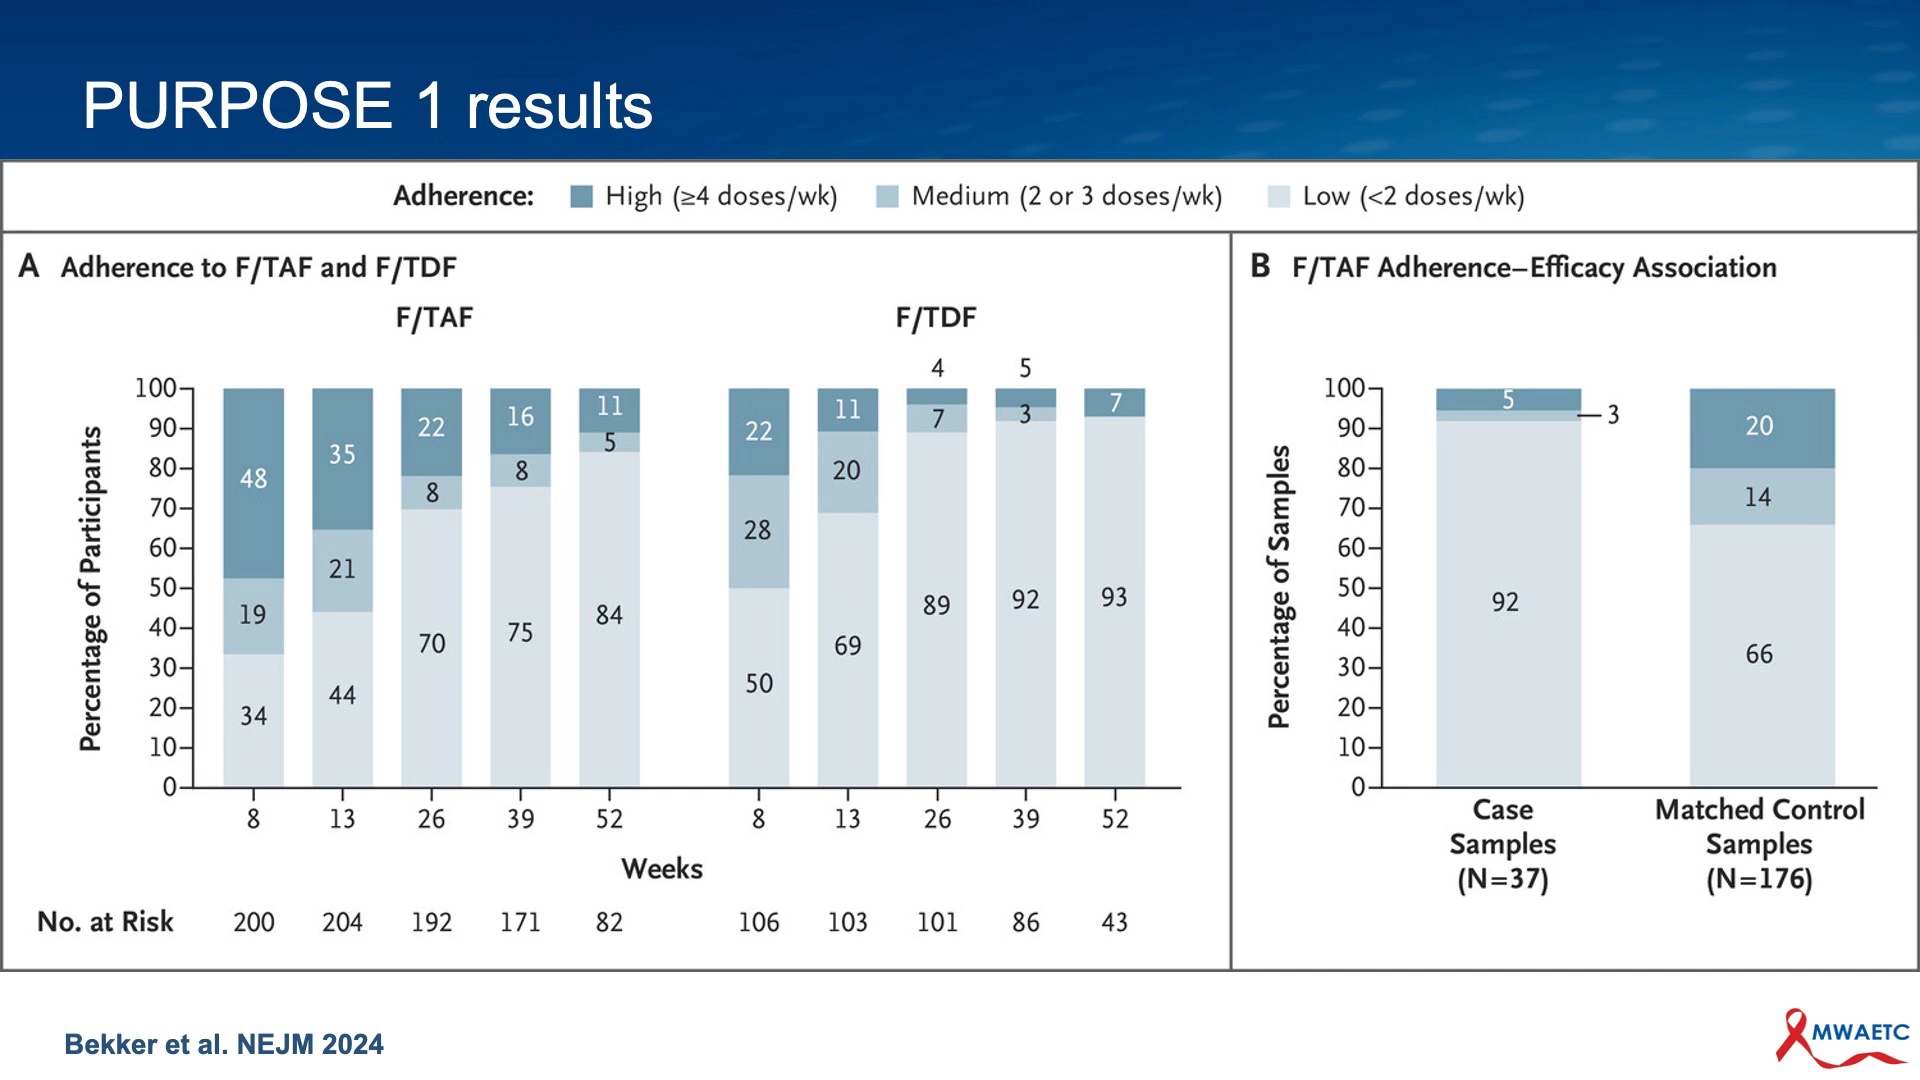 PURPOSE 1 results
Adherence: High (≥4 doses/wk) Medium (2 or 3 doses/wk) Low (<2 doses/wk)
A Adherence to F/TAF and F/TDF
F/TAF F/TDF
Percentage of Participants
100
90
80
70
60
50
40
30
20
10
0
48 35 22 16 11
19 21 8 8 5
34 44 70 75 84
22 11 4 5 7
28 20 7 3
50 69 89 92 93
8 13 26 39 52 8 13 26 39 52
Weeks
No. at Risk 200 204 192 171 82 106 103 101 86 43
B F/TAF Adherence–Efficacy Association
Percentage of Samples
100
90
80
70
60
50
40
30
20
10
0
5 20
3 14
92 66
Case
Samples
(N=37)
Matched Control
Samples
(N=176)
Bekker et al. NEJM 2024
MWAETC